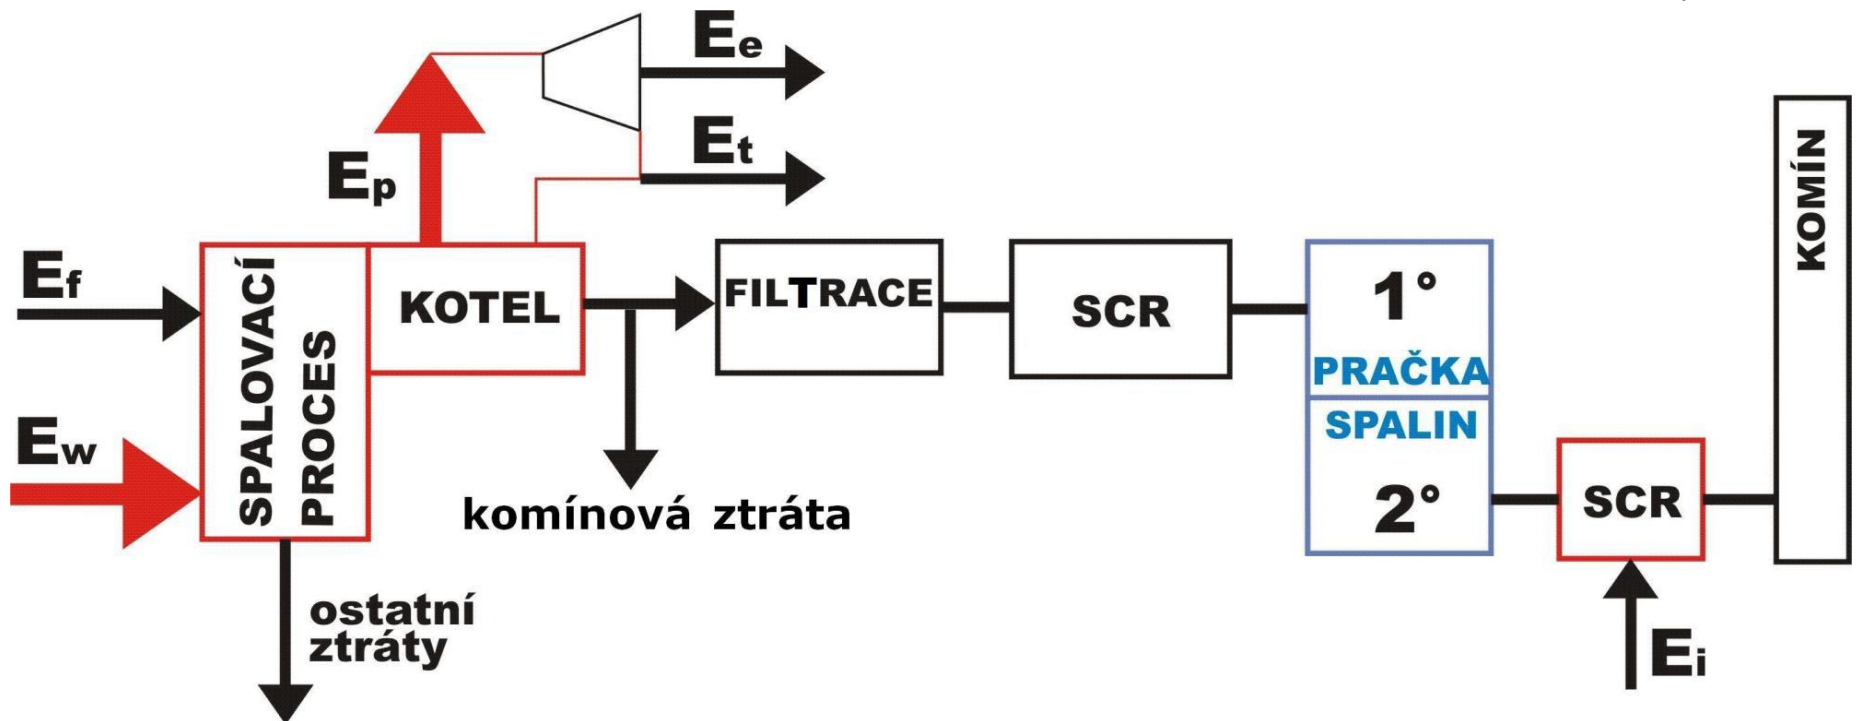 Ee
Et
Ep
Ef
Ew
SPALOVACÍ
PROCES
KOTEL
FILTRACE
SCR
1°
PRAČKA
SPALIN
2°
SCR
KOMÍN
komínová ztráta
ostatní
ztráty
Ei